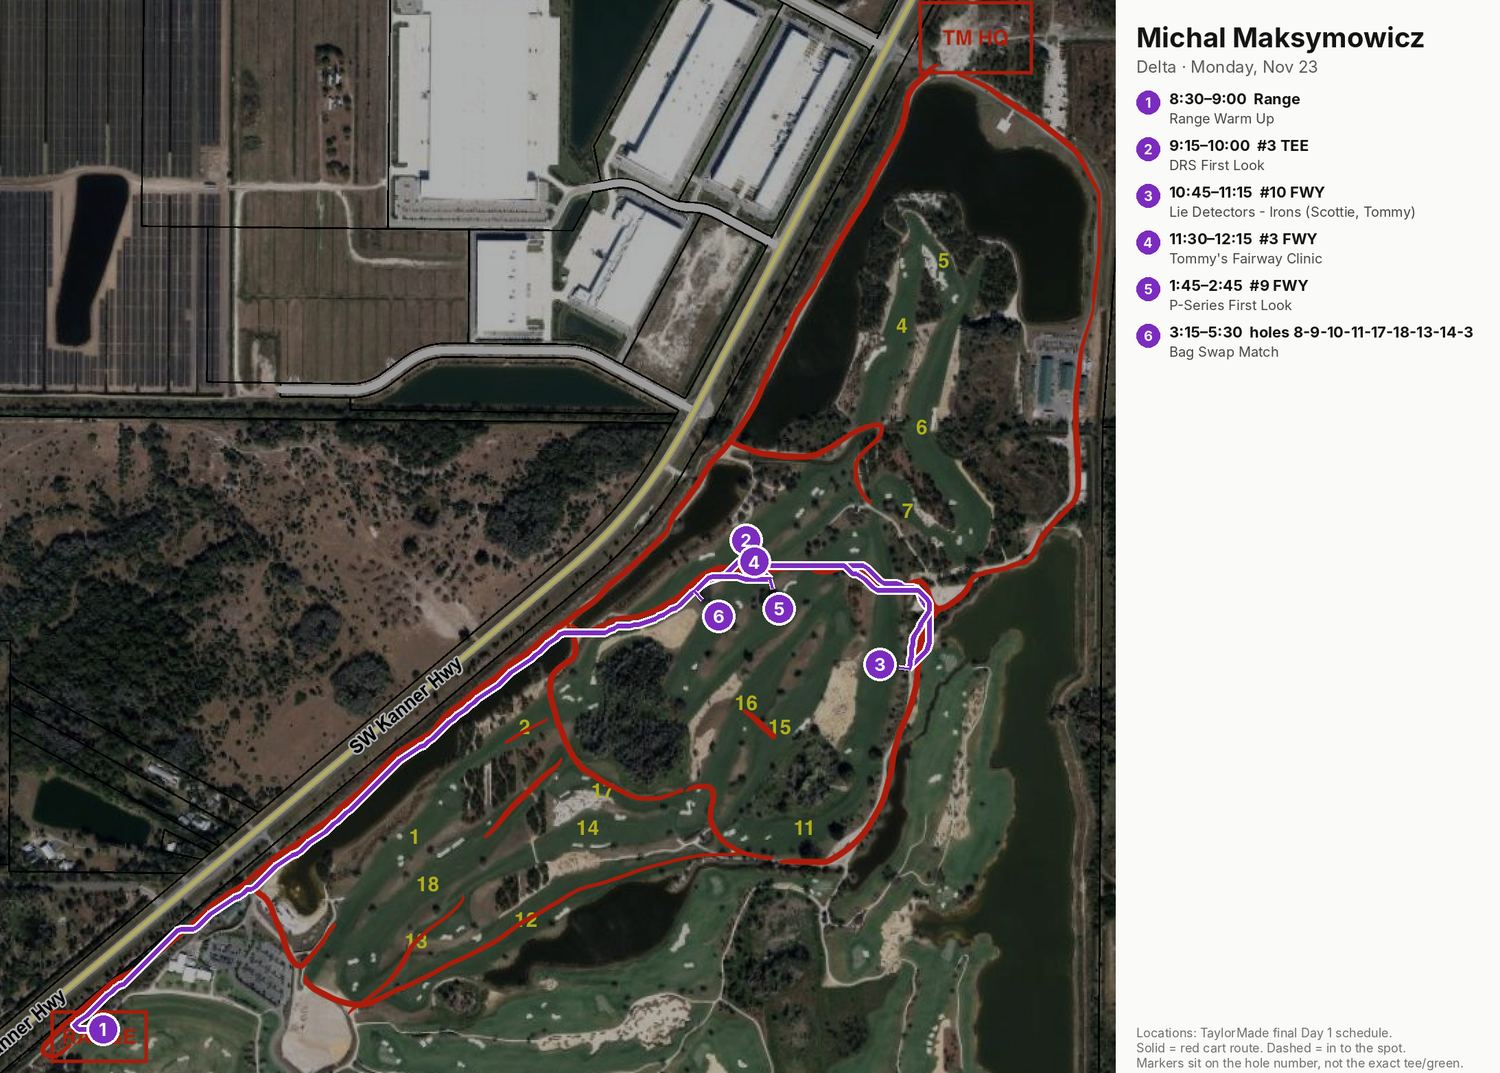 Michal Maksymowicz
Delta · Monday, Nov 23
1 8:30–9:00 Range
Range Warm Up
2 9:15–10:00 #3 TEE
DRS First Look
3 10:45–11:15 #10 FWY
Lie Detectors - Irons (Scottie, Tommy)
4 11:30–12:15 #3 FWY
Tommy's Fairway Clinic
5 1:45–2:45 #9 FWY
P-Series First Look
6 3:15–5:30 holes 8-9-10-11-17-18-13-14-3
Bag Swap Match
Locations: TaylorMade final Day 1 schedule.
Solid = red cart route. Dashed = in to the spot.
Markers sit on the hole number, not the exact tee/green.
TM HQ
5
4
6
7
2
4
6
5
3
SW Kanner Hwy
16
15
2
17
14
11
1
18
12
13
1